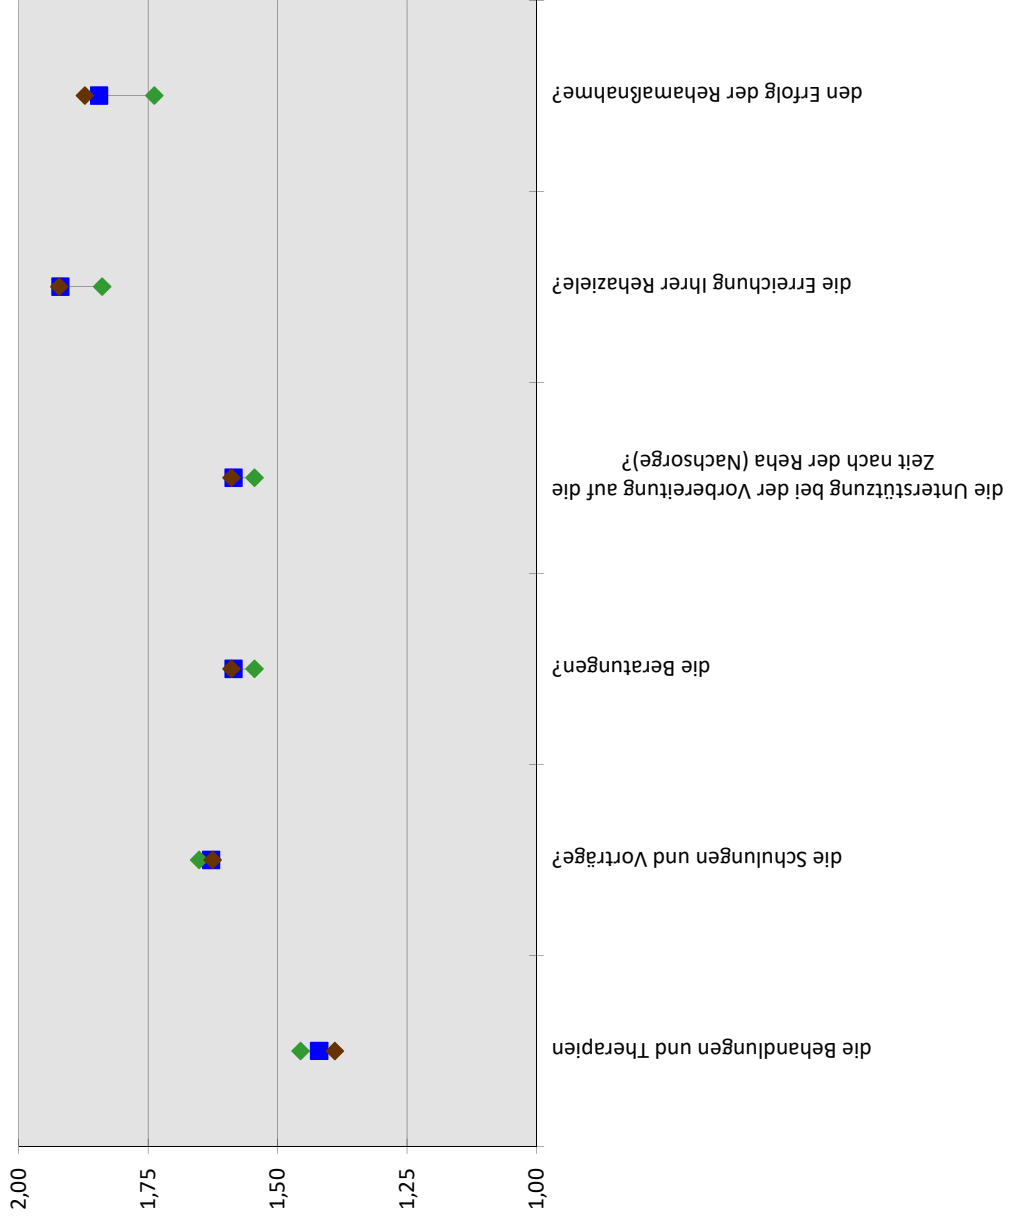 den Erfolg der Rehamaßnahme?
die Erreichung Ihrer Rehaziele?
die Unterstützung bei der Vorbereitung auf die
Zeit nach der Reha (Nachsorge)?
die Beratungen?
die Schulungen und Vorträge?
die Behandlungen und Therapien
2,00
1,75
1,50
1,25
1,00